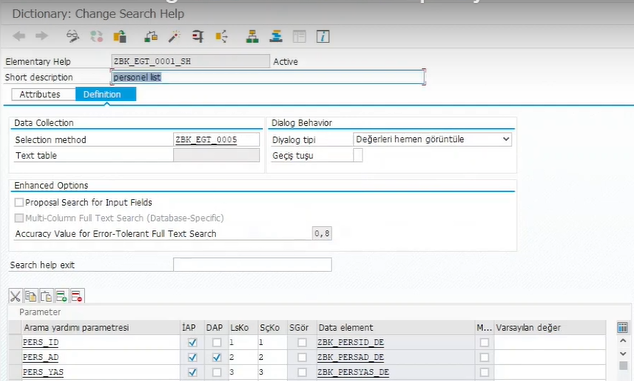 Dictionary: Change Search Help
Elementary Help ZBK_EGT_0001_SH Active
Short description personel list
Attributes Definition
Data Collection Dialog Behavior
Selection method ZBK_EGT_0005 Diyalog tipi Değerleri hemen görüntüle
Text table Geçiş tuşu
Enhanced Options
Proposal Search for Input Fields
Multi-Column Full Text Search (Database-Specific)
Accuracy Value for Error-Tolerant Full Text Search 0,8
Search help exit
Parameter
Arama yardımı parametresi İAP DAP LsKo SçKo SGör Data element M... Varsayılan değer
PERS_ID 1 1 ZBK_PERSID_DE
PERS_AD 2 2 ZBK_PERSAD_DE
PERS_YAS 3 3 ZBK_PERSYAS_DE